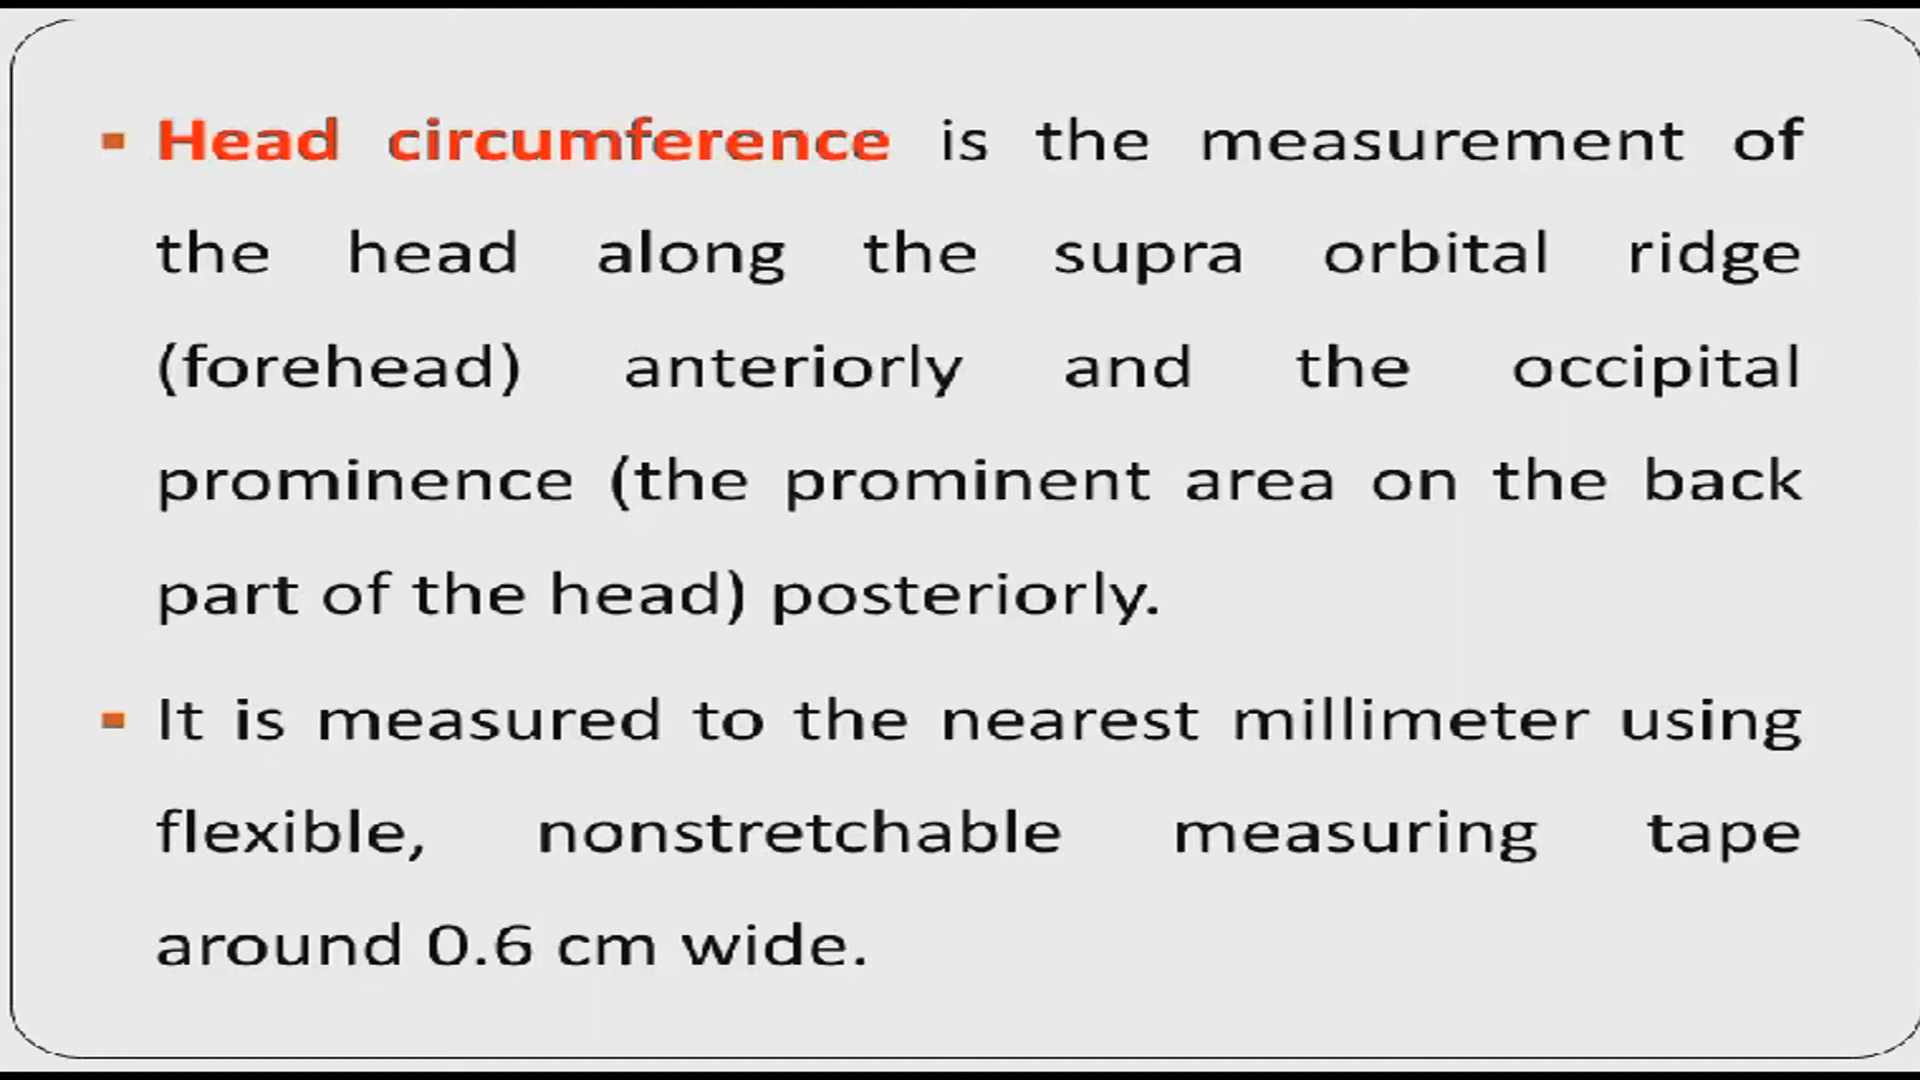 ▪ Head circumference is the measurement of
the head along the supra orbital ridge
(forehead) anteriorly and the occipital
prominence (the prominent area on the back
part of the head) posteriorly.
▪ It is measured to the nearest millimeter using
flexible, nonstretchable measuring tape
around 0.6 cm wide.